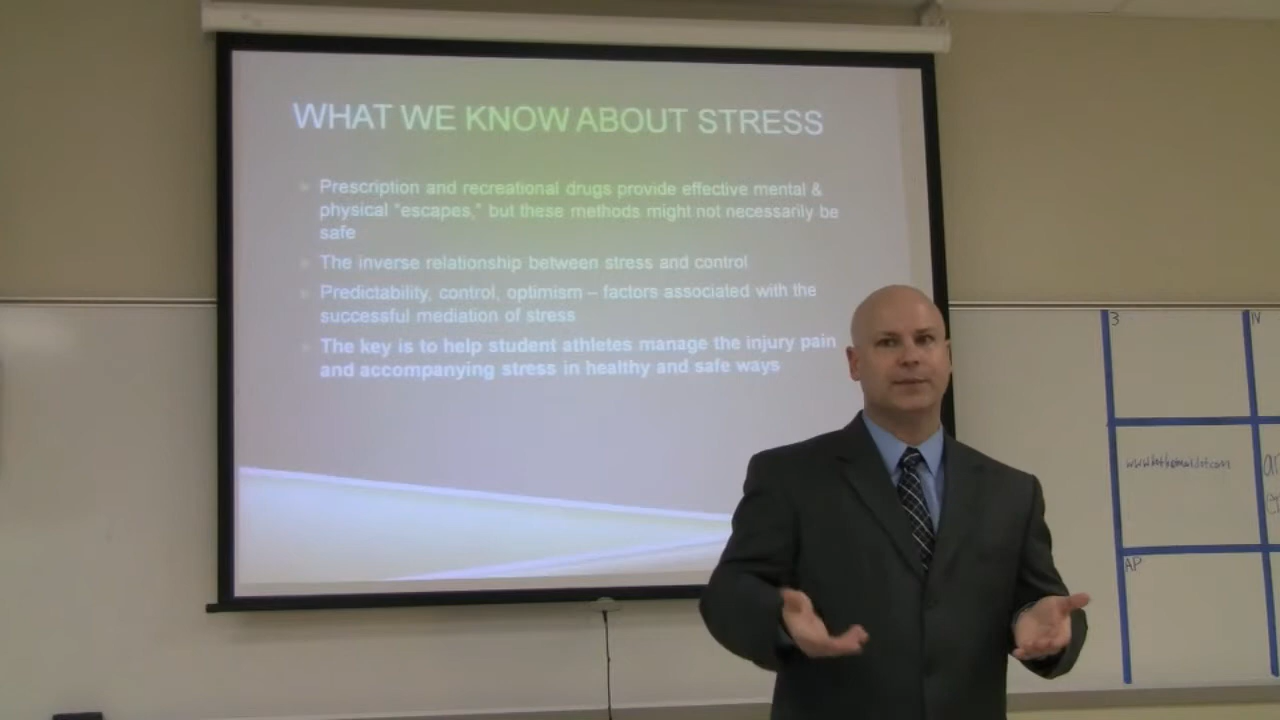 WHAT WE KNOW ABOUT STRESS
Prescription and recreational drugs provide effective mental &
physical "escapes," but these methods might not necessarily be
safe
The inverse relationship between stress and control
Predictability, control, optimism – factors associated with the
successful mediation of stress
The key is to help student athletes manage the injury pain
and accompanying stress in healthy and safe ways
3
IV
AP